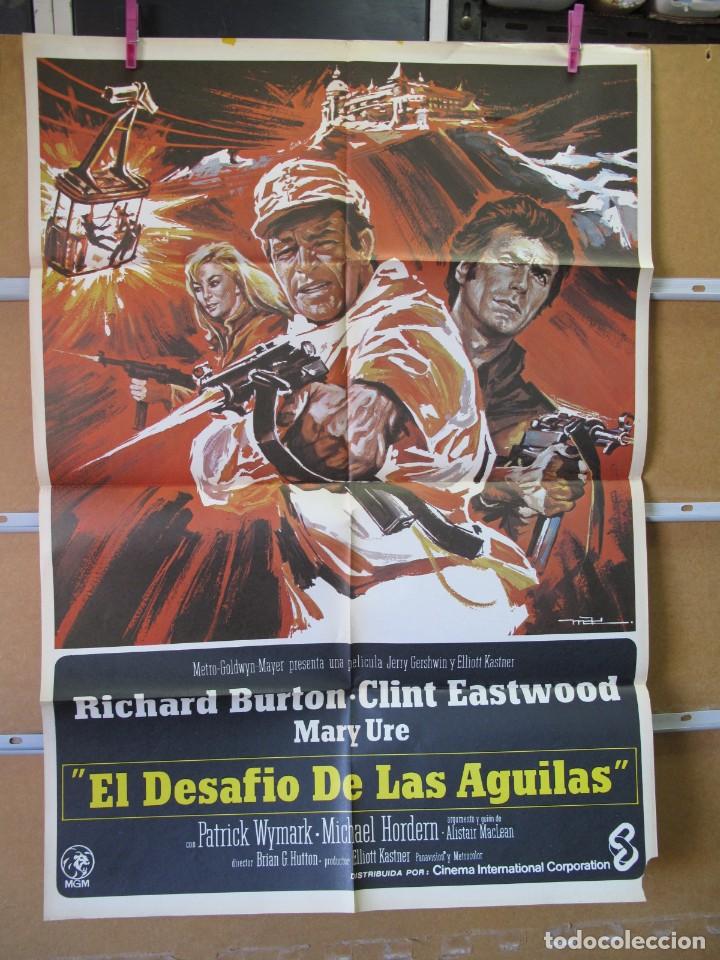 Metro-Goldwyn-Mayer presenta una pelicula Jerry Gershwin y Elliott Kastner
Richard Burton·Clint Eastwood
Mary Ure
"El Desafio De Las Aguilas"
con Patrick Wymark·Michael Hordern·argumento y guión de
Alistair MacLean
director Brian G Hutton·productor Elliott Kastner Panavision y Metrocolor
DISTRIBUIDA POR: Cinema International Corporation
MGM
todocoleccion.net